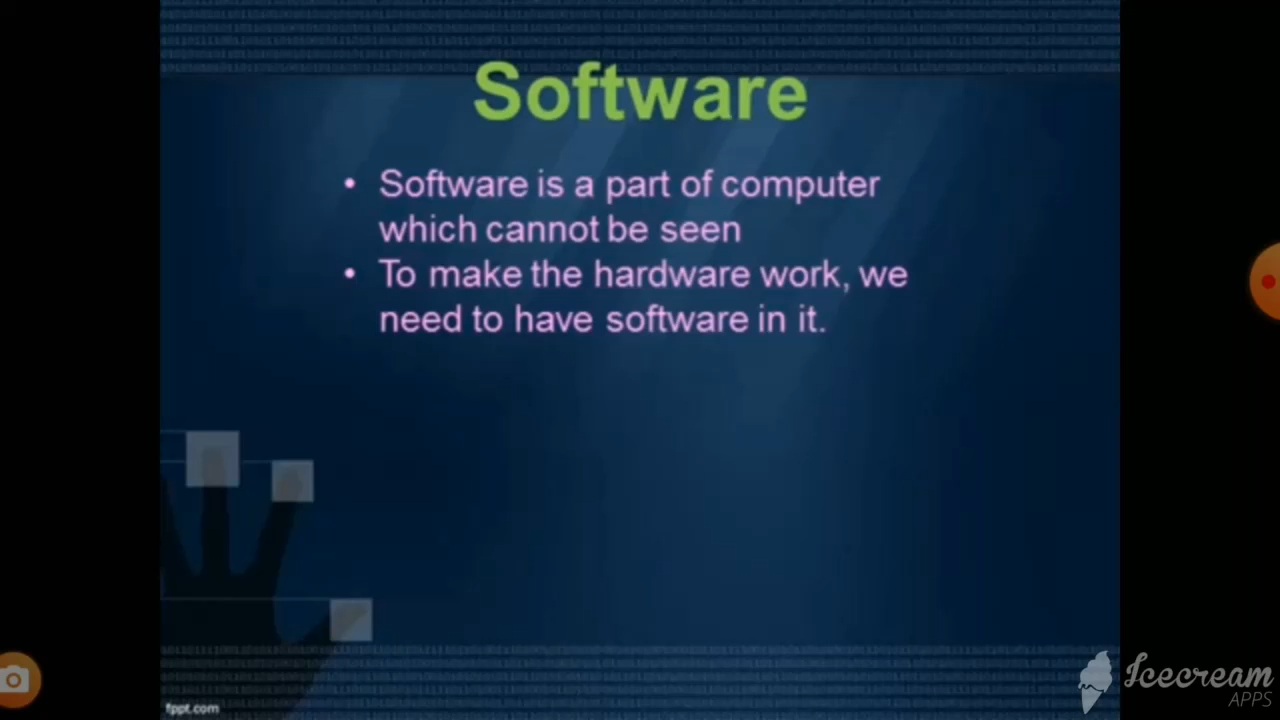 Software
• Software is a part of computer
which cannot be seen
• To make the hardware work, we
need to have software in it.
fppt.com
Icecream
APPS